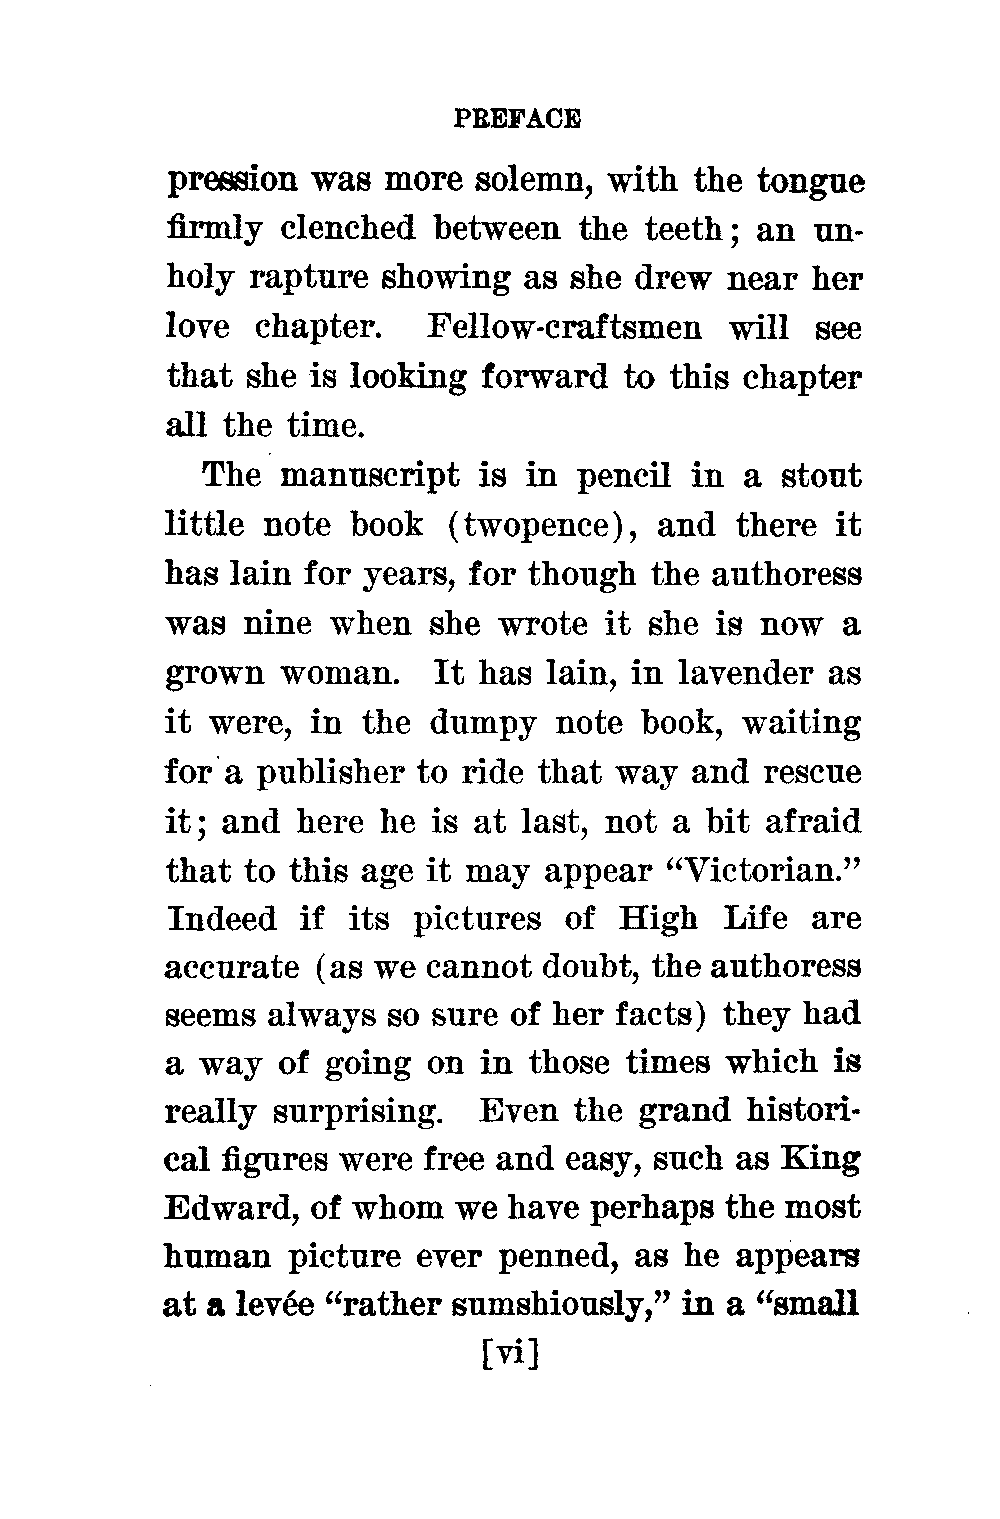 PREFACE
pression was more solemn, with the tongue
firmly clenched between the teeth; an un-
holy rapture showing as she drew near her
love chapter. Fellow-craftsmen will see
that she is looking forward to this chapter
all the time.
The manuscript is in pencil in a stout
little note book (twopence), and there it
has lain for years, for though the authoress
was nine when she wrote it she is now a
grown woman. It has lain, in lavender as
it were, in the dumpy note book, waiting
for a publisher to ride that way and rescue
it; and here he is at last, not a bit afraid
that to this age it may appear “Victorian.”
Indeed if its pictures of High Life are
accurate (as we cannot doubt, the authoress
seems always so sure of her facts) they had
a way of going on in those times which is
really surprising. Even the grand histori-
cal figures were free and easy, such as King
Edward, of whom we have perhaps the most
human picture ever penned, as he appears
at a levée “rather sumshiously,” in a “small
[vi]